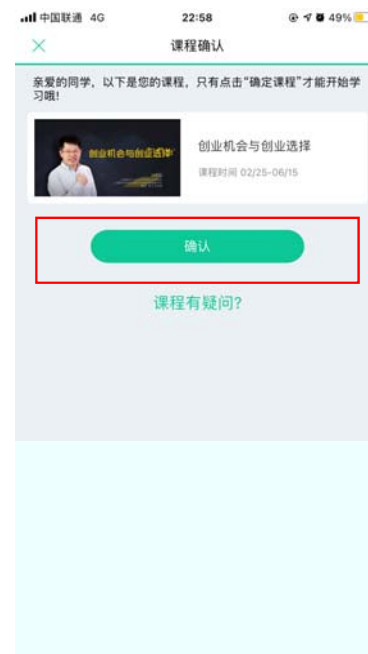 中国联通 4G 22:58 49%
课程确认
亲爱的同学，以下是您的课程，只有点击“确定课程”才能开始学
习哦！
创业机会与创业选择
创业机会与创业选择
课程时间 02/25-06/15
确认
课程有疑问？